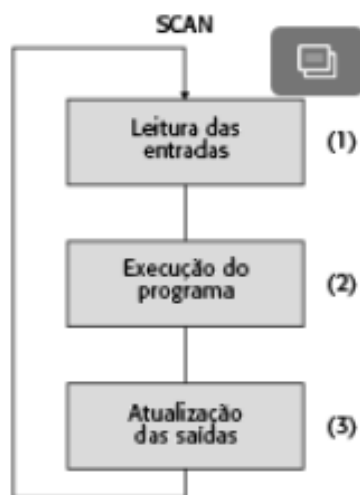 SCAN
Leitura das
entradas
(1)
Execução do
programa
(2)
Atualização
das saídas
(3)